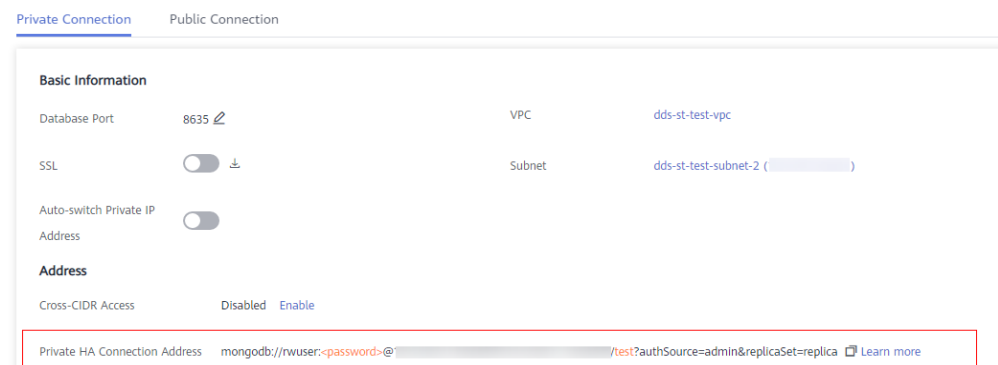 Private Connection Public Connection
Basic Information
Database Port 8635 VPC dds-st-test-vpc
SSL Subnet dds-st-test-subnet-2 ( )
Auto-switch Private IP
Address
Address
Cross-CIDR Access Disabled Enable
Private HA Connection Address mongodb://rwuser:<password>@ /test?authSource=admin&replicaSet=replica Learn more